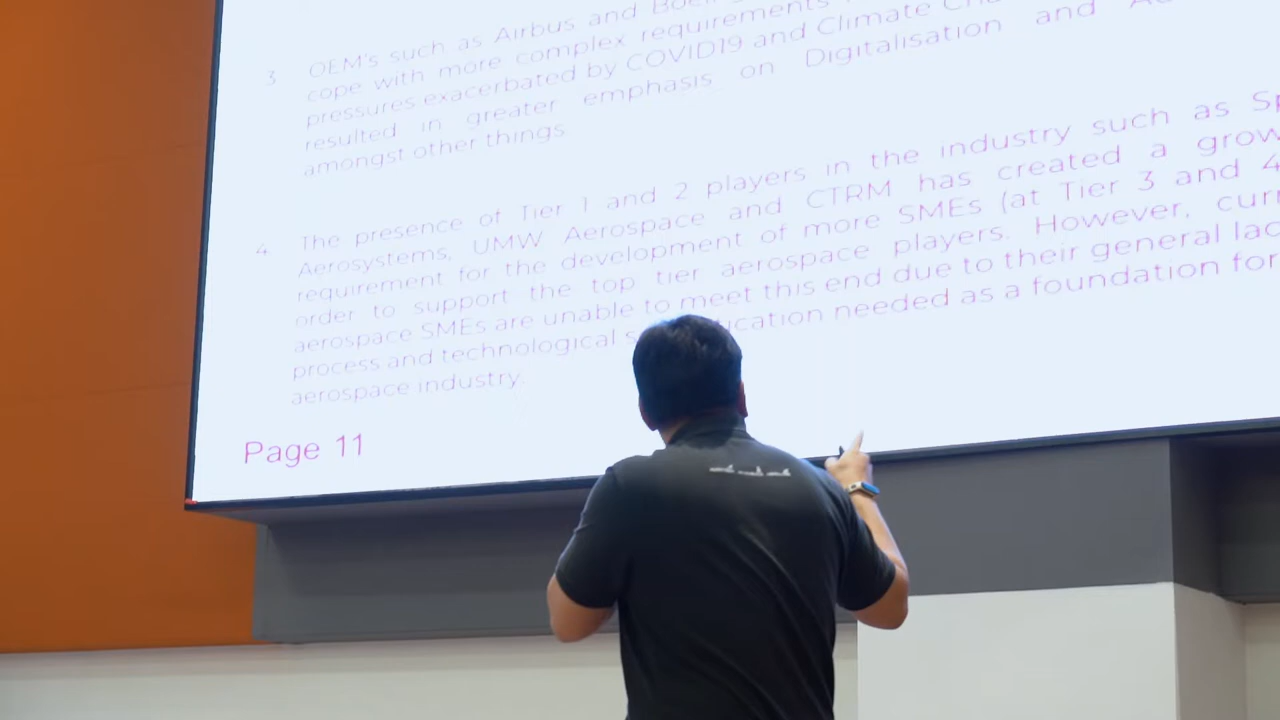 3. OEM's such as Airbus and
cope with more complex requirements
pressures exacerbated by COVID19 and Climate
resulted in greater emphasis on Digitalisation and
amongst other things
4. The presence of Tier 1 and 2 players in the industry such as
Aerosystems, UMW Aerospace and CTRM has created a
requirement for the development of more SMEs (at Tier 3 and 4
order to support the top tier aerospace players. However,
aerospace SMEs are unable to meet this end due to their general
process and technological needed as a foundation for
aerospace industry.
Page 11